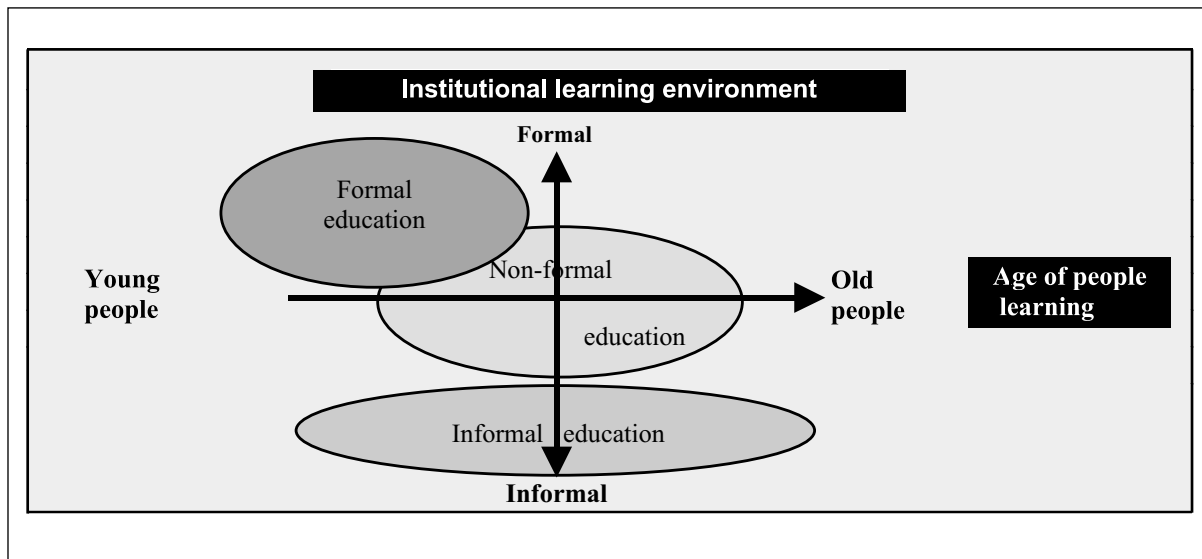 Institutional learning environment
Formal
Formal
education
Non-formal
Young
people
Old
people
Age of people
learning
education
Informal education
Informal